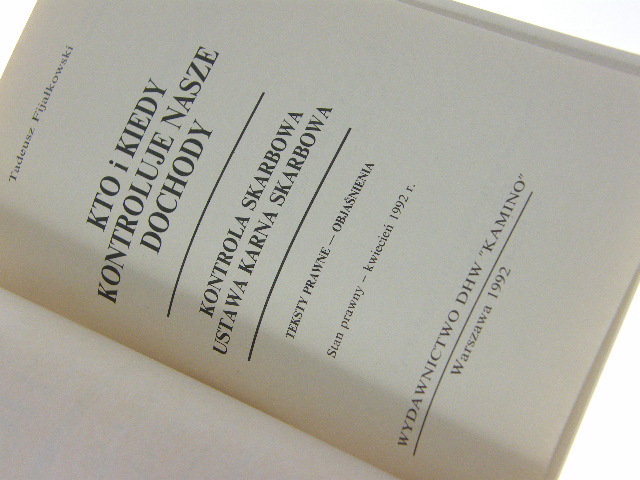 Tadeusz Fijałkowski
KTO i KIEDY
KONTROLUJE NASZE
DOCHODY
KONTROLA SKARBOWA
USTAWA KARNA SKARBOWA
TEKSTY PRAWNE — OBJAŚNIENIA
Stan prawny – kwiecień 1992 r.
WYDAWNICTWO DHW "KAMINO"
Warszawa 1992